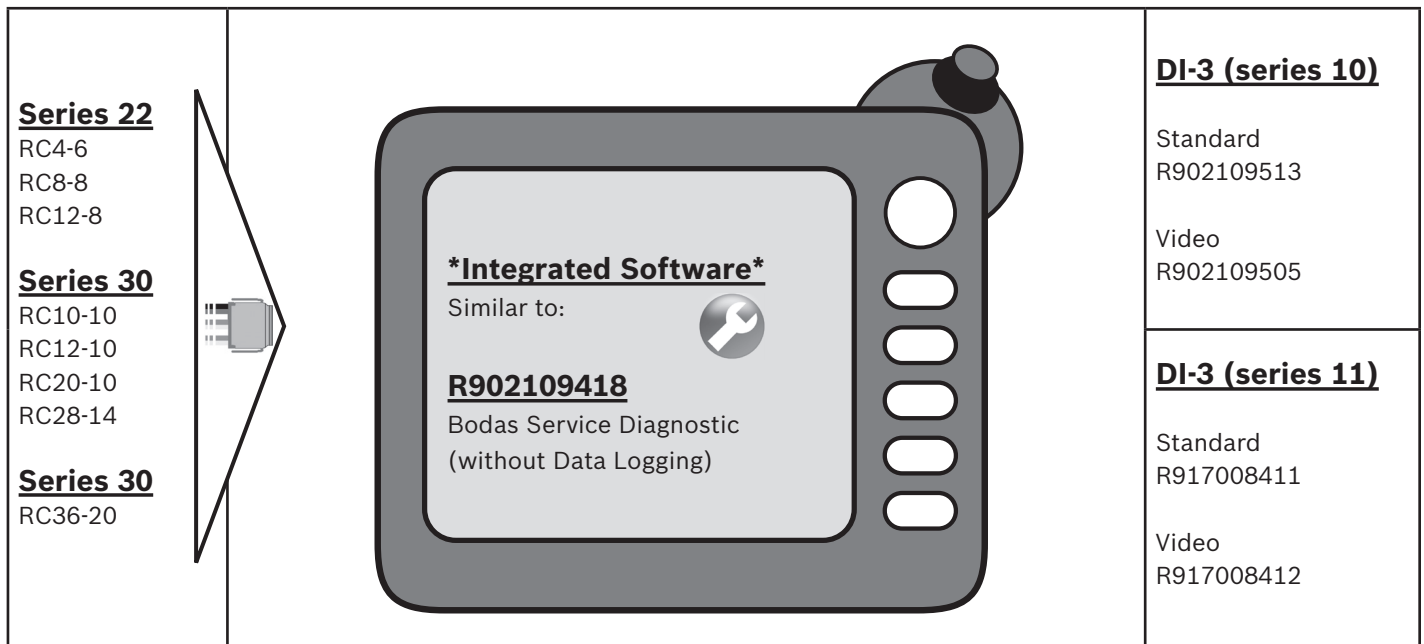 Series 22
RC4-6
RC8-8
RC12-8
Series 30
RC10-10
RC12-10
RC20-10
RC28-14
Series 30
RC36-20
*Integrated Software*
Similar to:
R902109418
Bodas Service Diagnostic
(without Data Logging)
DI-3 (series 10)
Standard
R902109513
Video
R902109505
DI-3 (series 11)
Standard
R917008411
Video
R917008412